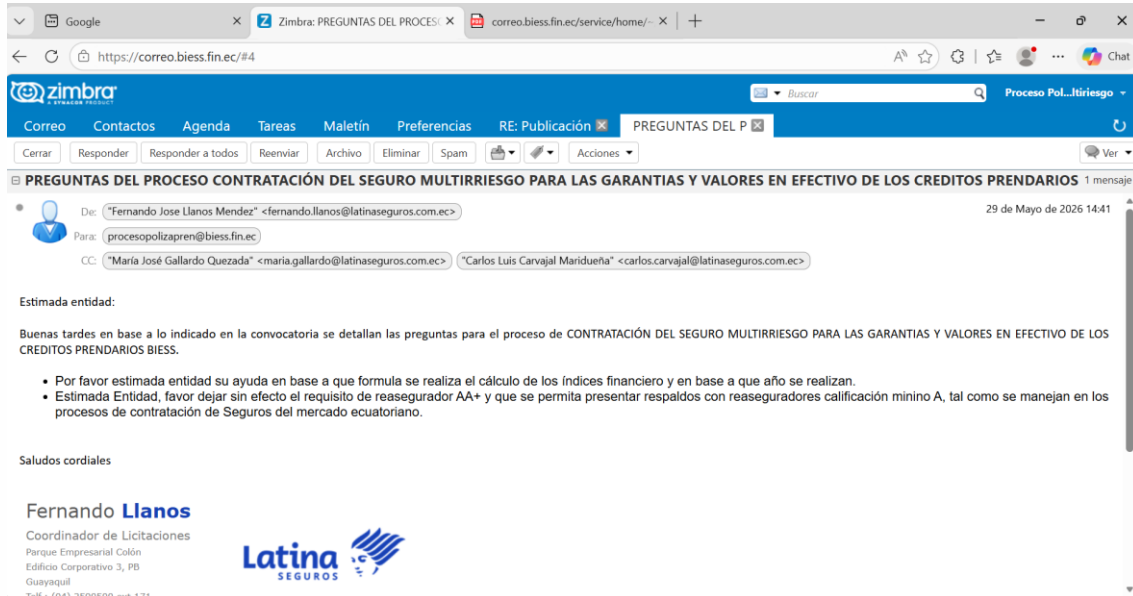 Google
Zimbra: PREGUNTAS DEL PROCESO
correo.biess.fin.ec/service/home/~
https://correo.biess.fin.ec/#4
Chat
zimbra
A SYNACOR PRODUCT
Buscar
Proceso Pol...ltiriesgo
Correo Contactos Agenda Tareas Maletín Preferencias RE: Publicación PREGUNTAS DEL P
Cerrar Responder Responder a todos Reenviar Archivo Eliminar Spam Acciones Ver
PREGUNTAS DEL PROCESO CONTRATACIÓN DEL SEGURO MULTIRRIESGO PARA LAS GARANTIAS Y VALORES EN EFECTIVO DE LOS CREDITOS PRENDARIOS 1 mensaje
De: "Fernando Jose Llanos Mendez" <fernando.llanos@latinaseguros.com.ec>
29 de Mayo de 2026 14:41
Para: procesopolizapren@biess.fin.ec
CC: "María José Gallardo Quezada" <maria.gallardo@latinaseguros.com.ec> "Carlos Luis Carvajal Maridueña" <carlos.carvajal@latinaseguros.com.ec>
Estimada entidad:
Buenas tardes en base a lo indicado en la convocatoria se detallan las preguntas para el proceso de CONTRATACIÓN DEL SEGURO MULTIRRIESGO PARA LAS GARANTIAS Y VALORES EN EFECTIVO DE LOS
CREDITOS PRENDARIOS BIESS.
• Por favor estimada entidad su ayuda en base a que formula se realiza el cálculo de los índices financiero y en base a que año se realizan.
• Estimada Entidad, favor dejar sin efecto el requisito de reasegurador AA+ y que se permita presentar respaldos con reaseguradores calificación minino A, tal como se manejan en los
procesos de contratación de Seguros del mercado ecuatoriano.
Saludos cordiales
Fernando Llanos
Coordinador de Licitaciones
Parque Empresarial Colón
Edificio Corporativo 3, PB
Guayaquil
Latina
SEGUROS